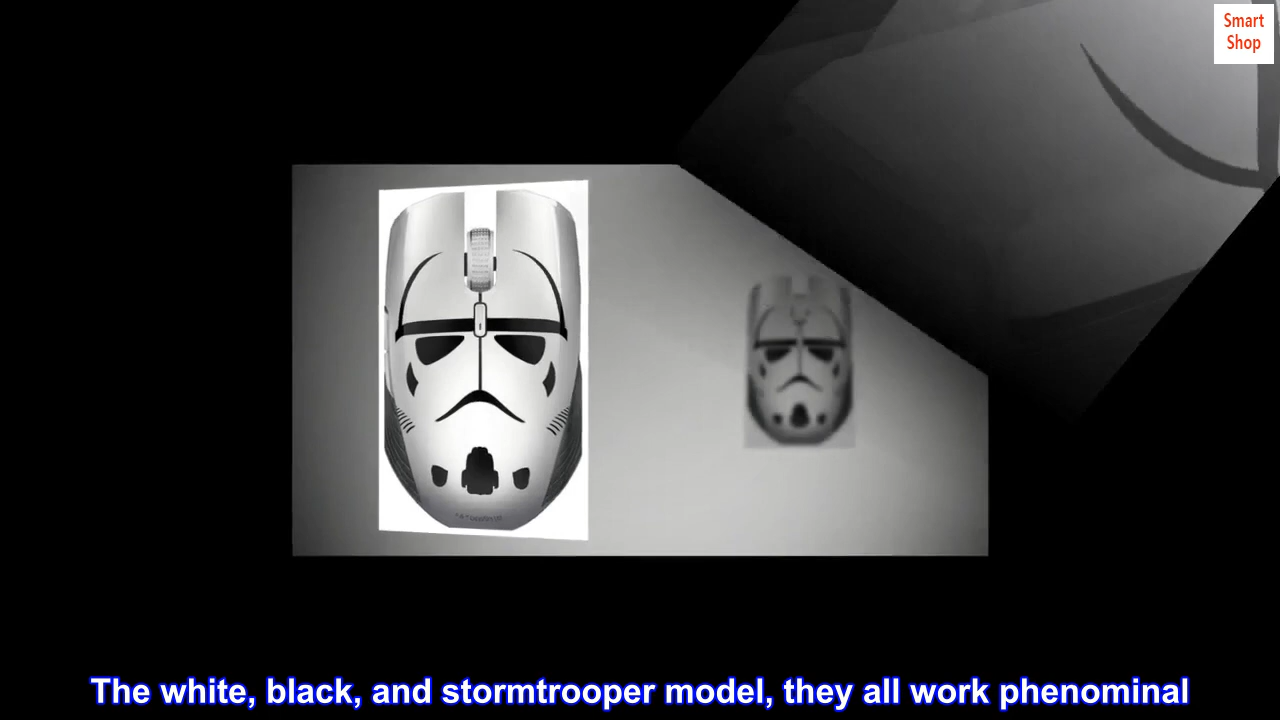 Smart
Shop
The white, black, and stormtrooper model, they all work phenominal